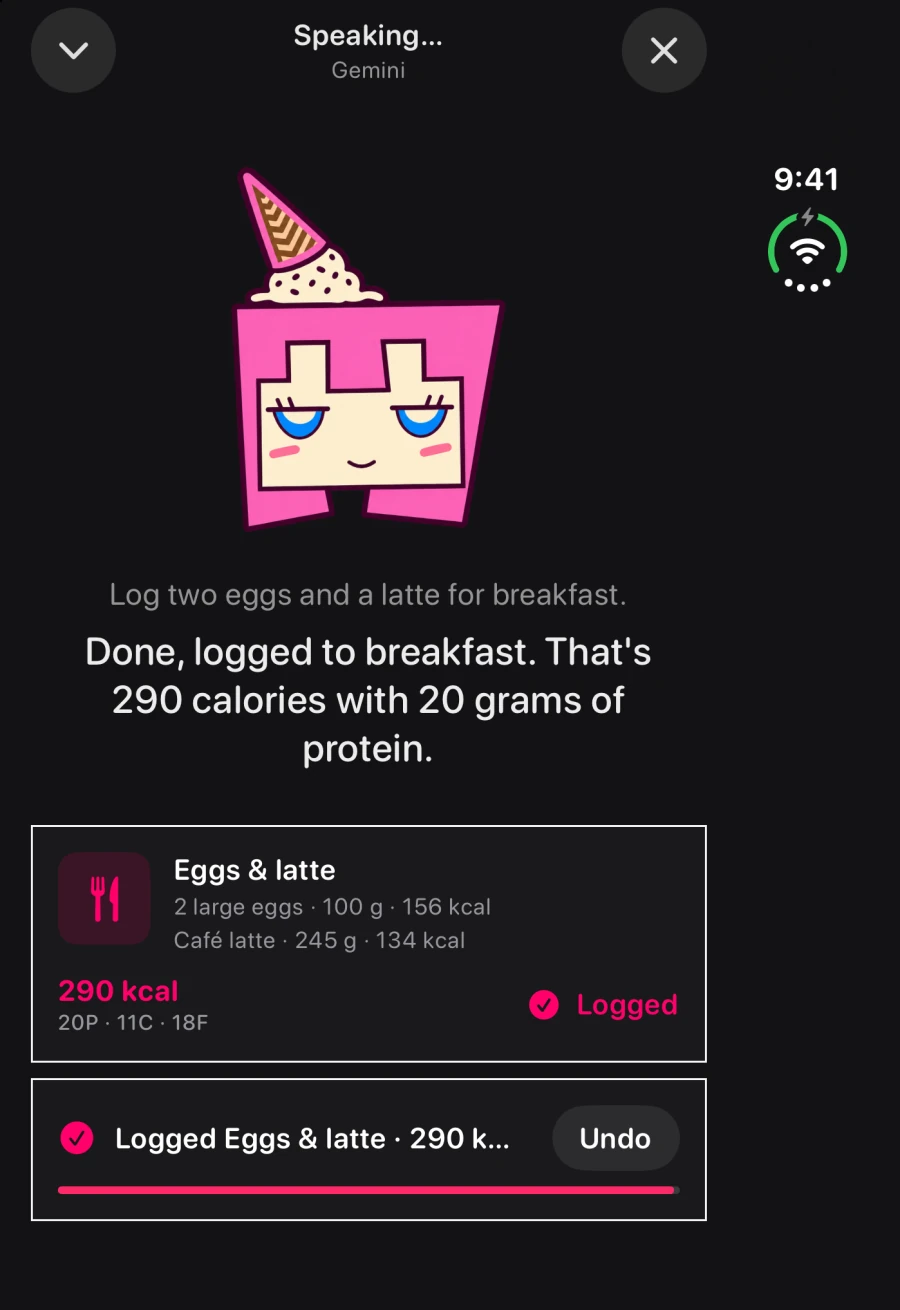 Speaking...
Gemini
9:41
Log two eggs and a latte for breakfast.
Done, logged to breakfast. That's
290 calories with 20 grams of
protein.
Eggs & latte
2 large eggs · 100 g · 156 kcal
Café latte · 245 g · 134 kcal
290 kcal
20P · 11C · 18F
Logged
Logged Eggs & latte · 290 k...
Undo